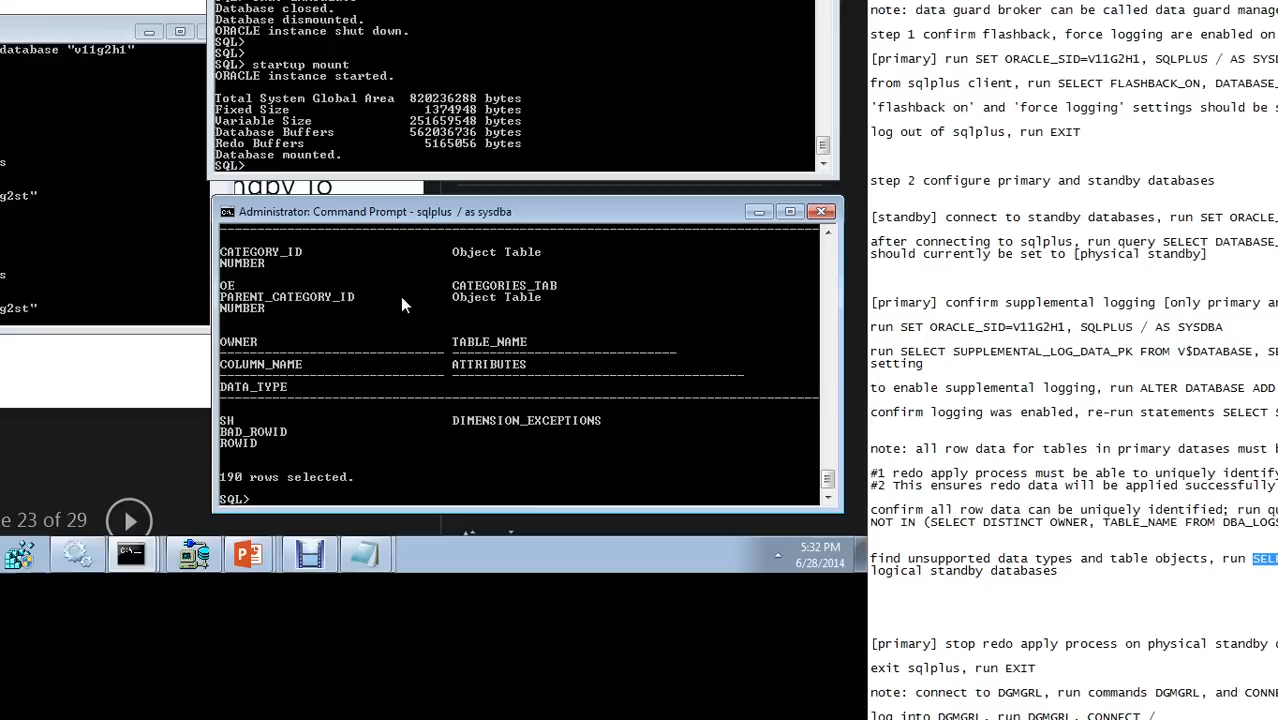 database "v11g2h1"
s
g2st"
s
g2st"
Database closed.
Database dismounted.
ORACLE instance shut down.
SQL>
SQL>
SQL> startup mount
ORACLE instance started.
Total System Global Area 820236288 bytes
Fixed Size 1374948 bytes
Variable Size 251659548 bytes
Database Buffers 562036736 bytes
Redo Buffers 5165056 bytes
Database mounted.
SQL>
ndby to
Administrator: Command Prompt - sqlplus / as sysdba
CATEGORY_ID Object Table
NUMBER
OE CATEGORIES_TAB
PARENT_CATEGORY_ID Object Table
NUMBER
OWNER TABLE_NAME
COLUMN_NAME ATTRIBUTES
DATA_TYPE
SH DIMENSION_EXCEPTIONS
BAD_ROWID
ROWID
190 rows selected.
SQL>
e 23 of 29
5:32 PM
6/28/2014
note: data guard broker can be called data guard manage
step 1 confirm flashback, force logging are enabled on
[primary] run SET ORACLE_SID=V11G2H1, SQLPLUS / AS SYSD
from sqlplus client, run SELECT FLASHBACK_ON, DATABASE_
'flashback on' and 'force logging' settings should be s
log out of sqlplus, run EXIT
step 2 configure primary and standby databases
[standby] connect to standby databases, run SET ORACLE_
after connecting to sqlplus, run query SELECT DATABASE_
should currently be set to [physical standby]
[primary] confirm supplemental logging [only primary an
run SET ORACLE_SID=V11G2H1, SQLPLUS / AS SYSDBA
run SELECT SUPPLEMENTAL_LOG_DATA_PK FROM V$DATABASE, SE
setting
to enable supplemental logging, run ALTER DATABASE ADD
confirm logging was enabled, re-run statements SELECT S
note: all row data for tables in primary datases must b
#1 redo apply process must be able to uniquely identify
#2 This ensures redo data will be applied successfully
confirm all row data can be uniquely identified; run qu
NOT IN (SELECT DISTINCT OWNER, TABLE_NAME FROM DBA_LOGS
find unsupported data types and table objects, run SELE
logical standby databases
[primary] stop redo apply process on physical standby d
exit sqlplus, run EXIT
note: connect to DGMGRL, run commands DGMGRL, and CONNE
log into DGMGRL, run DGMGRL, CONNECT /